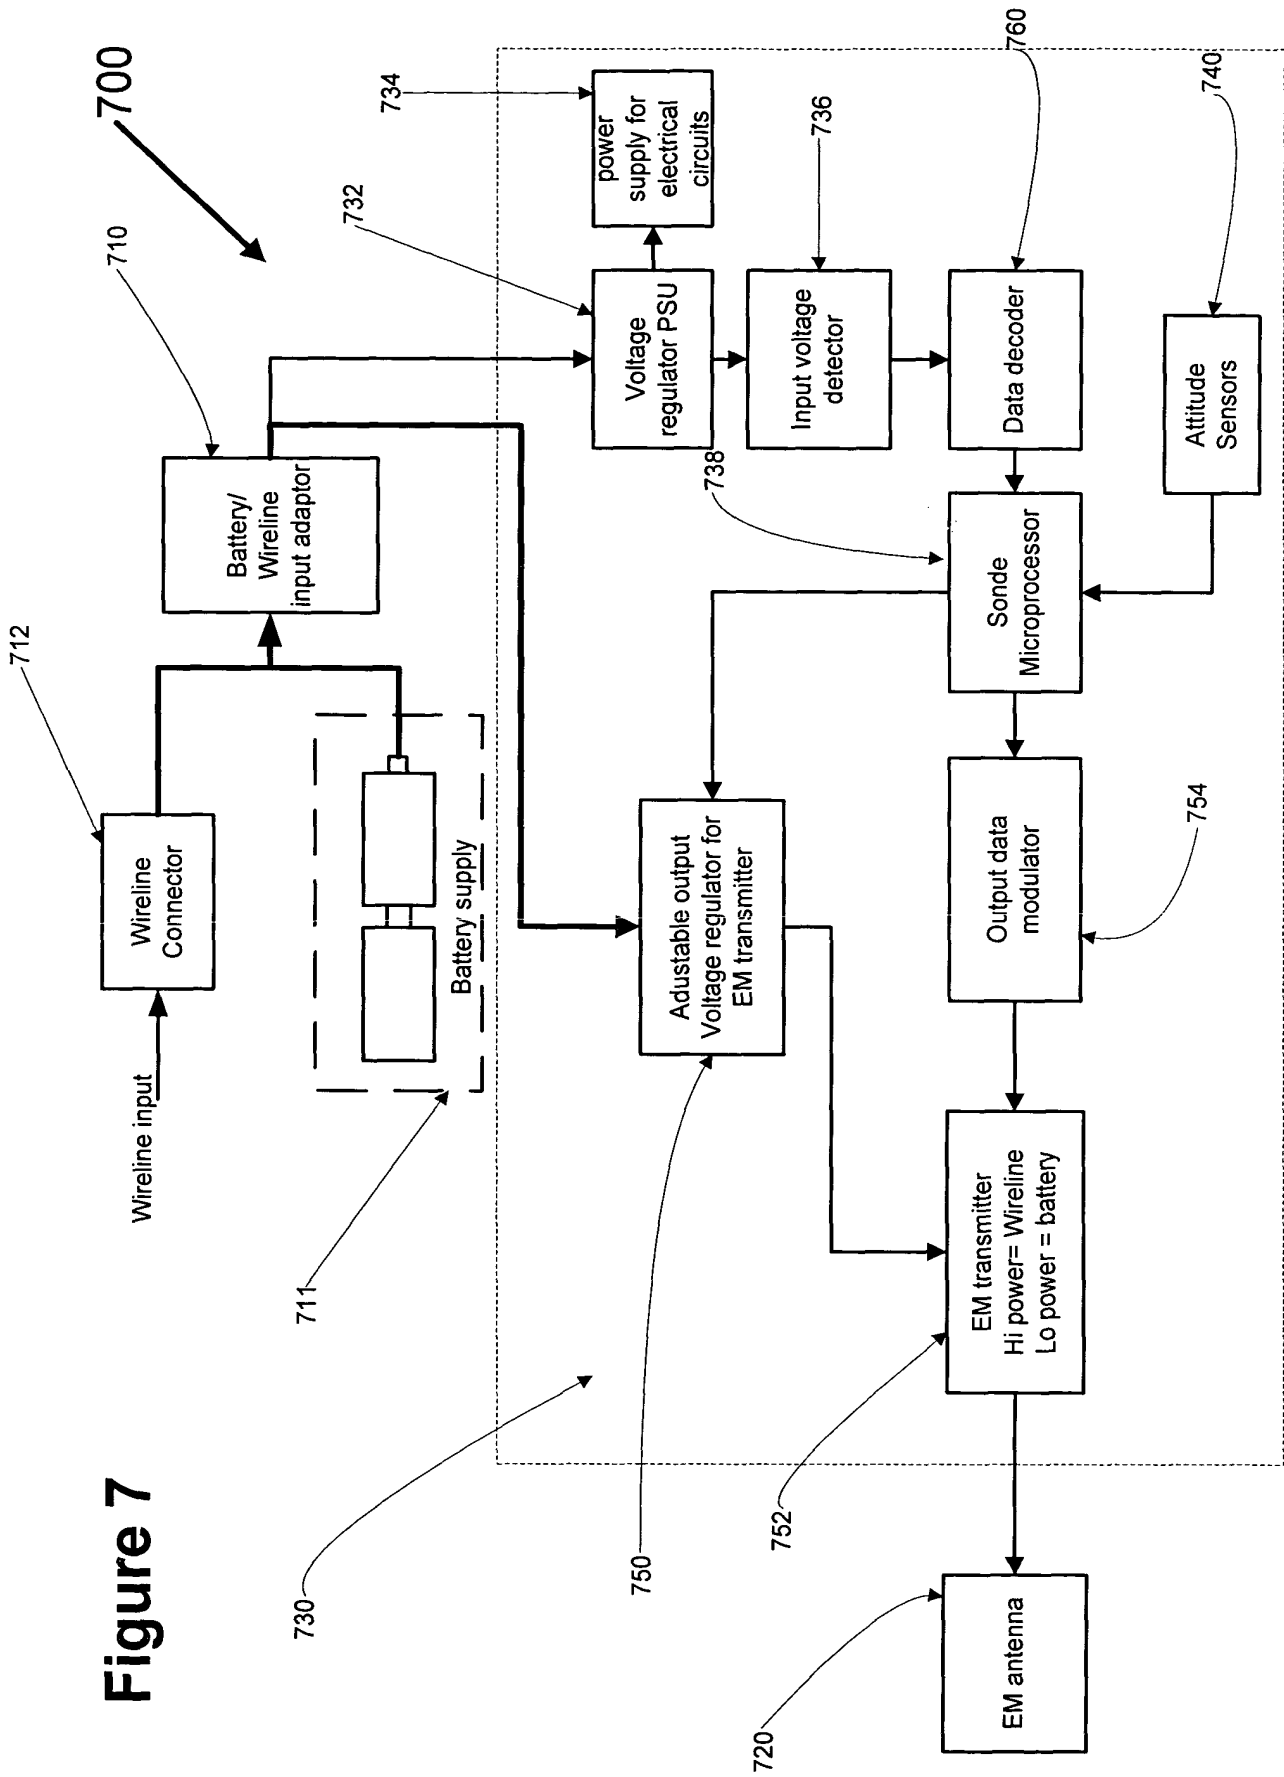 Figure 7
700
Wireline input
Wireline
Connector
712
Battery/
Wireline
input adaptor
710
Battery supply
711
730
732
734
Voltage
regulator PSU
power
supply for
electrical
circuits
736
Input voltage
detector
760
Data decoder
740
Attitude
Sensors
738
Sonde
Microprocessor
Adustable output
Voltage regulator for
EM transmitter
750
Output data
modulator
754
EM transmitter
Hi power= Wireline
Lo power = battery
752
EM antenna
720